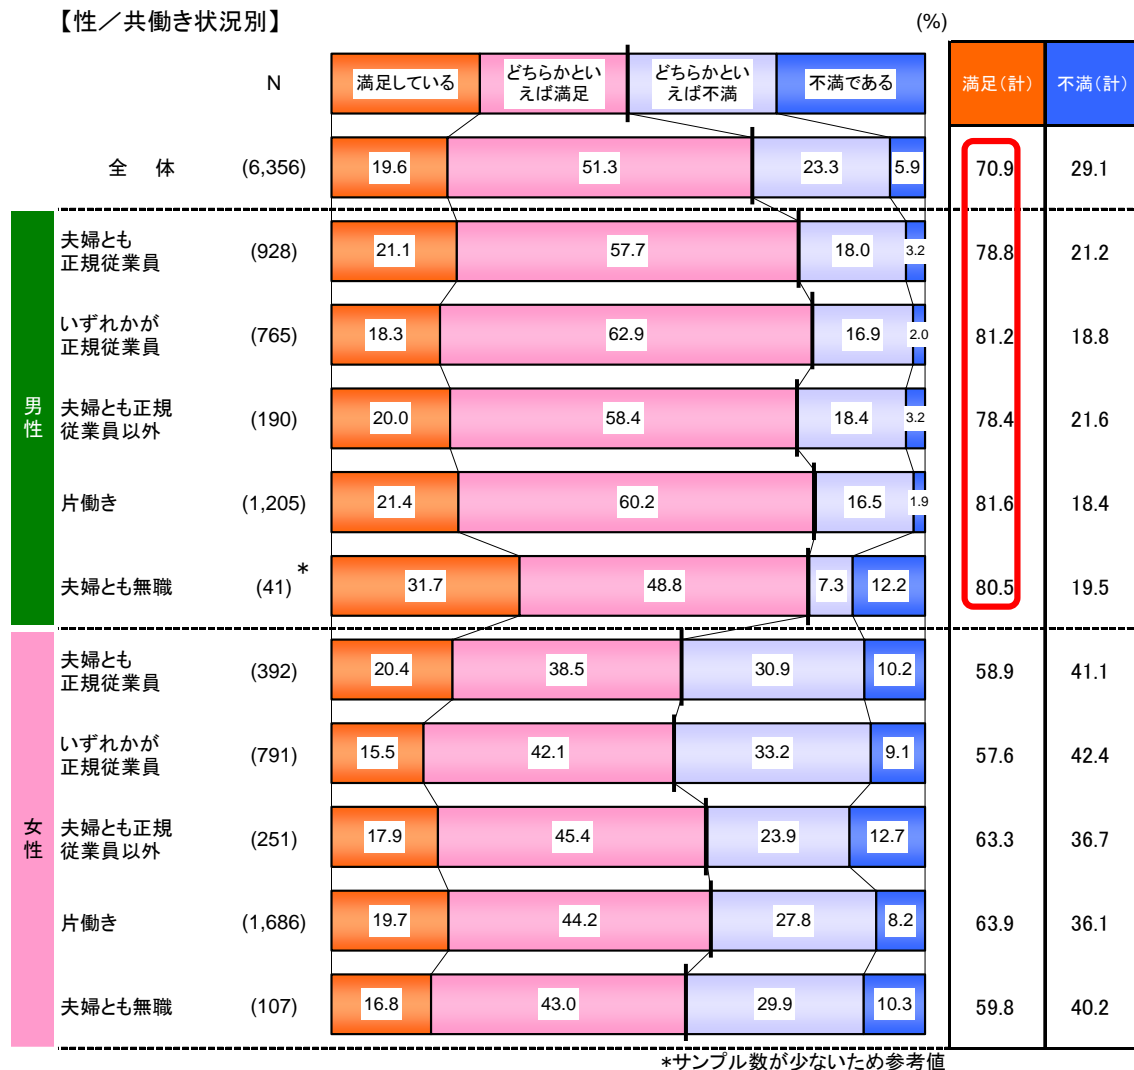 【性／共働き状況別】
(%)
N
満足している
どちらかとい
えば満足
どちらかとい
えば不満
不満である
満足(計)
不満(計)
全 体 (6,356) 19.6 51.3 23.3 5.9 70.9 29.1
男性
夫婦とも
正規従業員 (928) 21.1 57.7 18.0 3.2 78.8 21.2
いずれかが
正規従業員 (765) 18.3 62.9 16.9 2.0 81.2 18.8
夫婦とも正規
従業員以外 (190) 20.0 58.4 18.4 3.2 78.4 21.6
片働き (1,205) 21.4 60.2 16.5 1.9 81.6 18.4
夫婦とも無職 (41)* 31.7 48.8 7.3 12.2 80.5 19.5
女性
夫婦とも
正規従業員 (392) 20.4 38.5 30.9 10.2 58.9 41.1
いずれかが
正規従業員 (791) 15.5 42.1 33.2 9.1 57.6 42.4
夫婦とも正規
従業員以外 (251) 17.9 45.4 23.9 12.7 63.3 36.7
片働き (1,686) 19.7 44.2 27.8 8.2 63.9 36.1
夫婦とも無職 (107) 16.8 43.0 29.9 10.3 59.8 40.2
*サンプル数が少ないため参考値